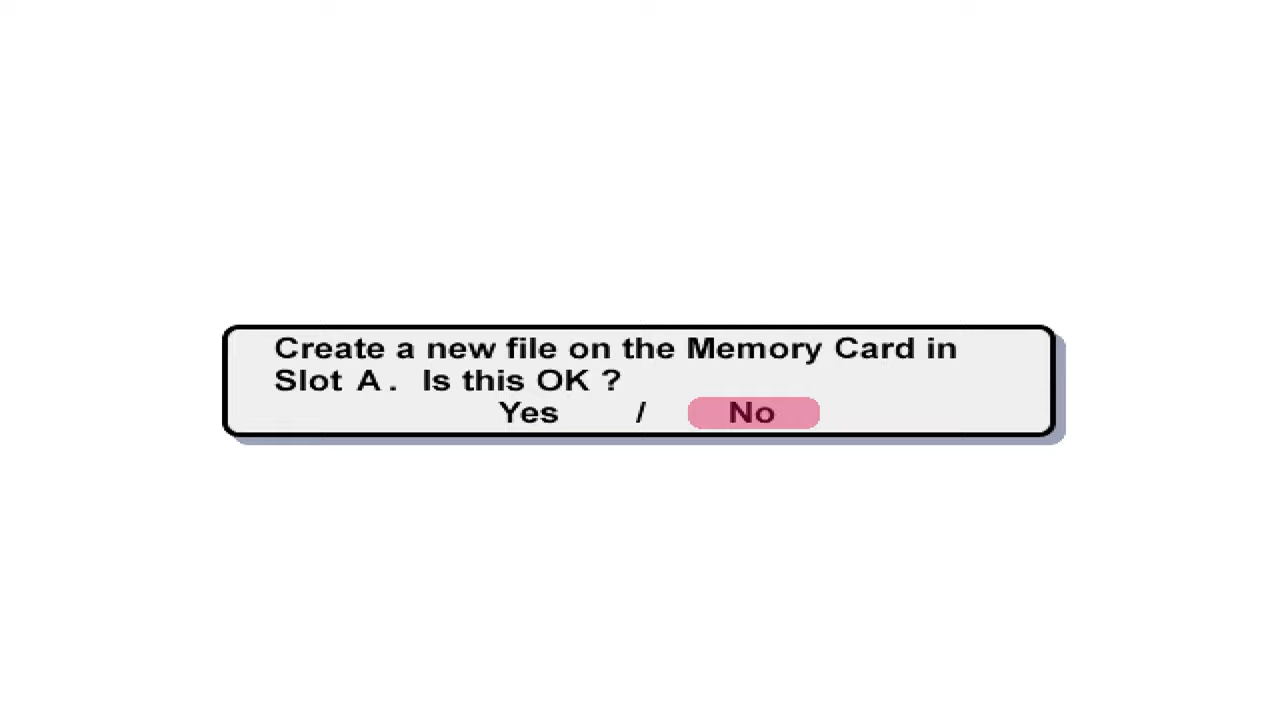 Create a new file on the Memory Card in
Slot A. Is this OK ?
Yes / No